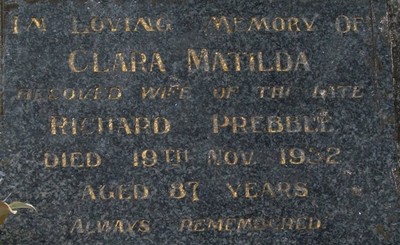 IN LOVING MEMORY OF
CLARA MATILDA
BELOVED WIFE OF THE LATE
RICHARD PREBBLE
DIED 19TH NOV. 1952
AGED 87 YEARS
ALWAYS REMEMBERED